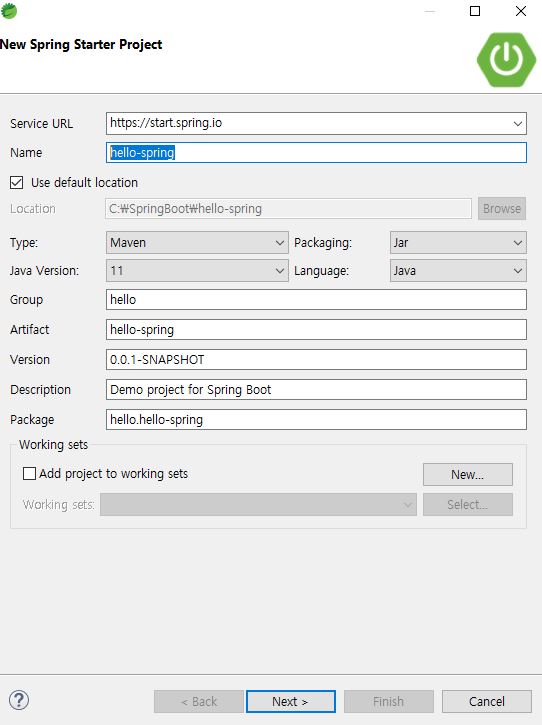 New Spring Starter Project
Service URL https://start.spring.io
Name hello-spring
Use default location
Location C:₩SpringBoot₩hello-spring Browse
Type: Maven Packaging: Jar
Java Version: 11 Language: Java
Group hello
Artifact hello-spring
Version 0.0.1-SNAPSHOT
Description Demo project for Spring Boot
Package hello.hello-spring
Working sets
Add project to working sets New...
Working sets: Select...
? < Back Next > Finish Cancel